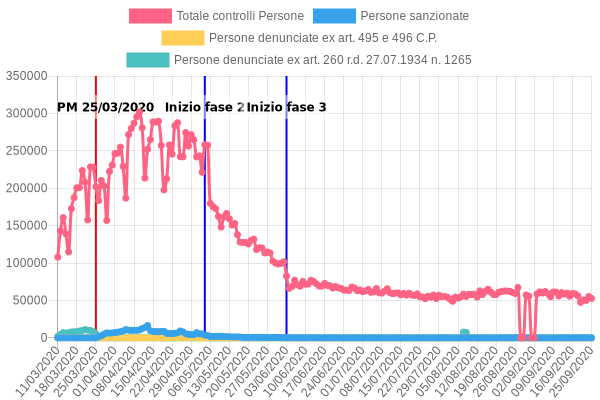 Totale controlli Persone Persone sanzionate
Persone denunciate ex art. 495 e 496 C.P.
Persone denunciate ex art. 260 r.d. 27.07.1934 n. 1265
350000
PM 25/03/2020 Inizio fase 2 Inizio fase 3
300000
250000
200000
150000
100000
50000
0
11/03/2020 18/03/2020 25/03/2020 01/04/2020 08/04/2020 15/04/2020 22/04/2020 29/04/2020 06/05/2020 13/05/2020 20/05/2020 27/05/2020 03/06/2020 10/06/2020 17/06/2020 24/06/2020 01/07/2020 08/07/2020 15/07/2020 22/07/2020 29/07/2020 05/08/2020 12/08/2020 19/08/2020 26/08/2020 02/09/2020 09/09/2020 16/09/2020 25/09/2020